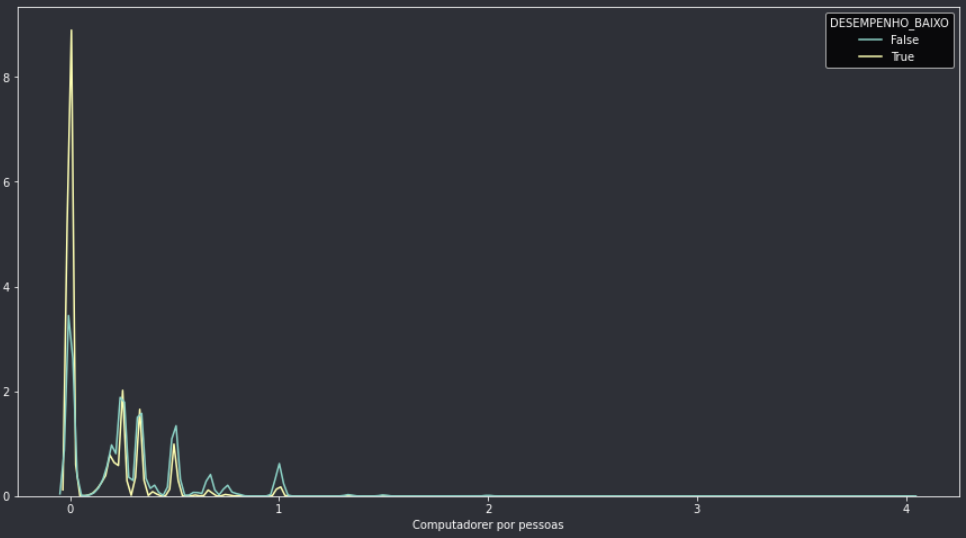 DESEMPENHO_BAIXO
False
True
8
6
4
2
0
0 1 2 3 4
Computadorer por pessoas